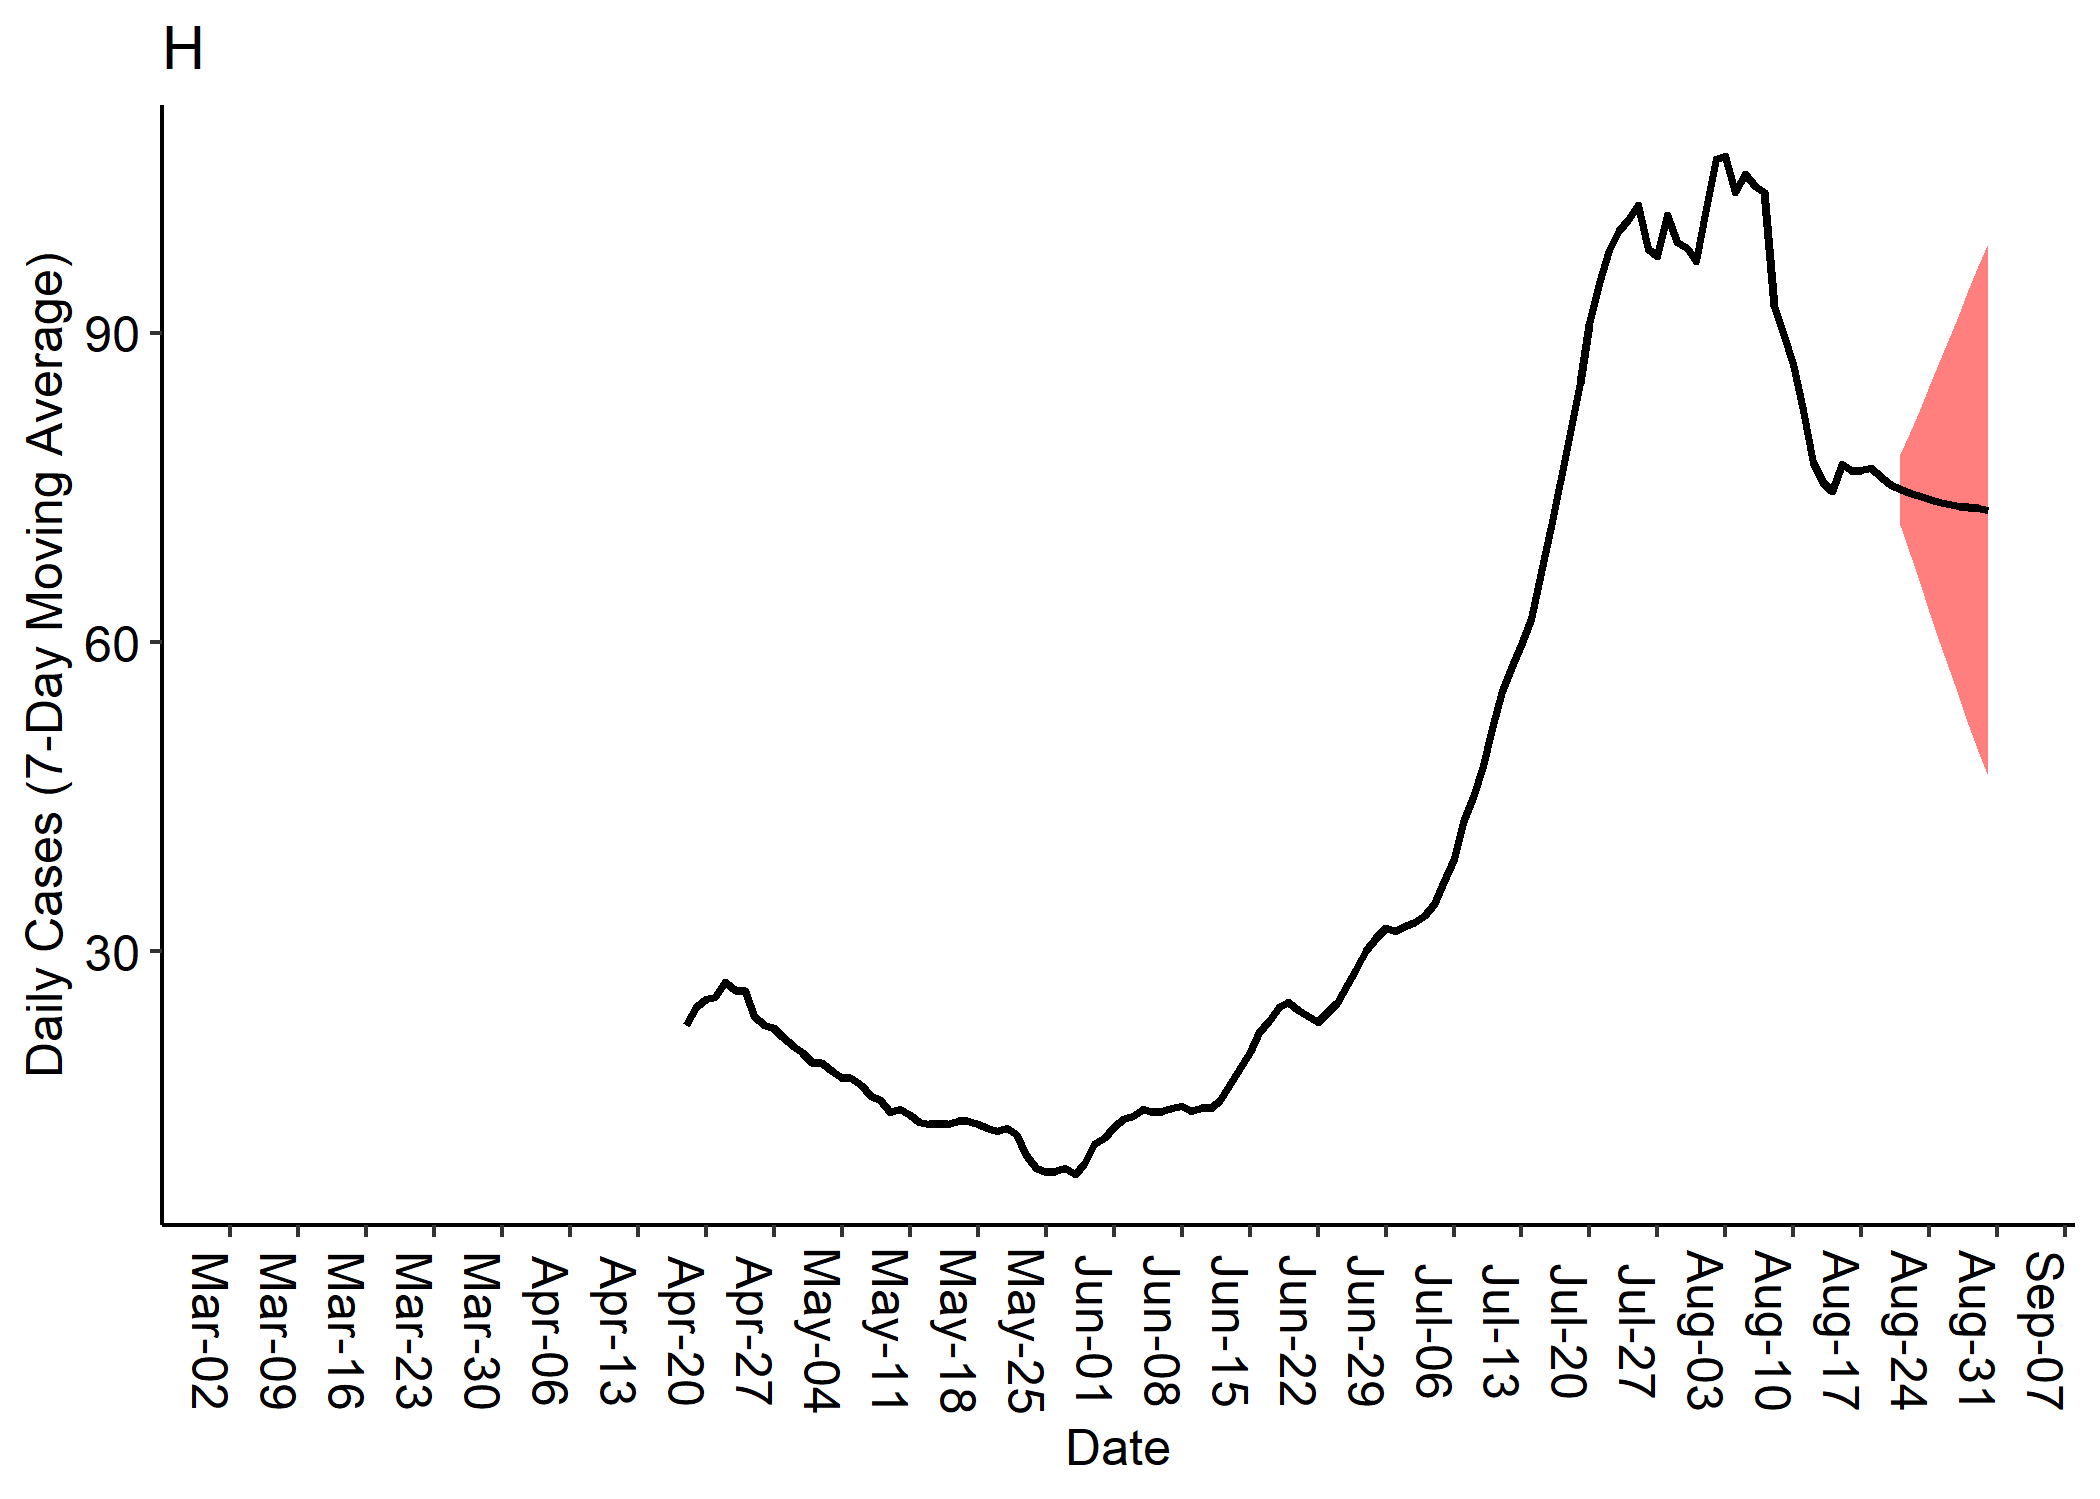 H
Daily Cases (7-Day Moving Average)
90
60
30
Mar-02
Mar-09
Mar-16
Mar-23
Mar-30
Apr-06
Apr-13
Apr-20
Apr-27
May-04
May-11
May-18
May-25
Jun-01
Jun-08
Jun-15
Jun-22
Jun-29
Jul-06
Jul-13
Jul-20
Jul-27
Aug-03
Aug-10
Aug-17
Aug-24
Aug-31
Sep-07
Date